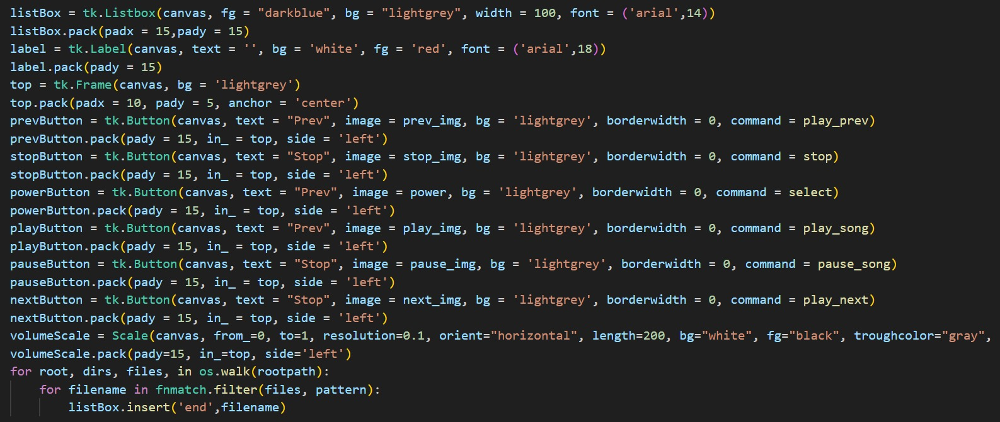 listBox = tk.Listbox(canvas, fg = "darkblue", bg = "lightgrey", width = 100, font = ('arial',14))
listBox.pack(padx = 15,pady = 15)
label = tk.Label(canvas, text = '', bg = 'white', fg = 'red', font = ('arial',18))
label.pack(pady = 15)
top = tk.Frame(canvas, bg = 'lightgrey')
top.pack(padx = 10, pady = 5, anchor = 'center')
prevButton = tk.Button(canvas, text = "Prev", image = prev_img, bg = 'lightgrey', borderwidth = 0, command = play_prev)
prevButton.pack(pady = 15, in_ = top, side = 'left')
stopButton = tk.Button(canvas, text = "Stop", image = stop_img, bg = 'lightgrey', borderwidth = 0, command = stop)
stopButton.pack(pady = 15, in_ = top, side = 'left')
powerButton = tk.Button(canvas, text = "Prev", image = power, bg = 'lightgrey', borderwidth = 0, command = select)
powerButton.pack(pady = 15, in_ = top, side = 'left')
playButton = tk.Button(canvas, text = "Prev", image = play_img, bg = 'lightgrey', borderwidth = 0, command = play_song)
playButton.pack(pady = 15, in_ = top, side = 'left')
pauseButton = tk.Button(canvas, text = "Stop", image = pause_img, bg = 'lightgrey', borderwidth = 0, command = pause_song)
pauseButton.pack(pady = 15, in_ = top, side = 'left')
nextButton = tk.Button(canvas, text = "Stop", image = next_img, bg = 'lightgrey', borderwidth = 0, command = play_next)
nextButton.pack(pady = 15, in_ = top, side = 'left')
volumeScale = Scale(canvas, from_=0, to=1, resolution=0.1, orient="horizontal", length=200, bg="white", fg="black", troughcolor="gray",
volumeScale.pack(pady=15, in_=top, side='left')
for root, dirs, files, in os.walk(rootpath):
    for filename in fnmatch.filter(files, pattern):
        listBox.insert('end',filename)